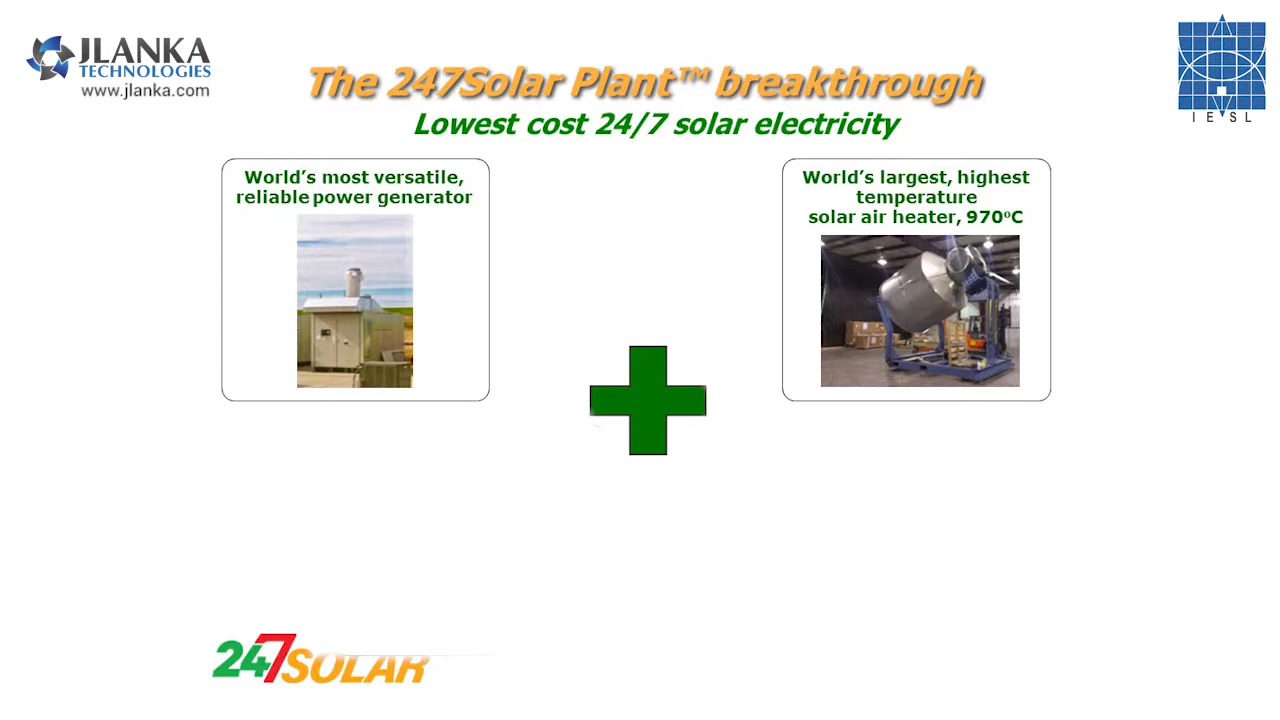 JLANKA
TECHNOLOGIES
www.jlanka.com
The 247Solar Plant™ breakthrough
Lowest cost 24/7 solar electricity
IESL
World's most versatile,
reliable power generator
World's largest, highest
temperature
solar air heater, 970°C
247SOLAR